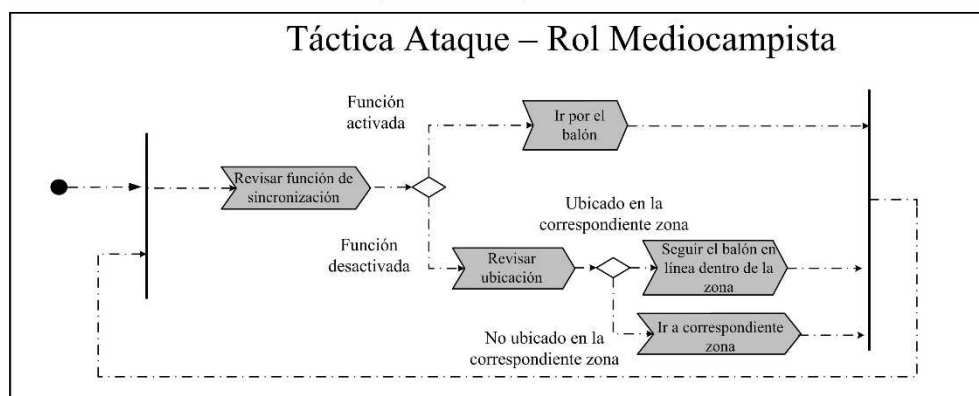 Táctica Ataque – Rol Mediocampista
Función
activada
Ir por el
balón
Revisar función de
sincronización
Ubicado en la
correspondiente zona
Función
desactivada
Revisar
ubicación
Seguir el balón en
línea dentro de la
zona
No ubicado en la
correspondiente zona
Ir a correspondiente
zona